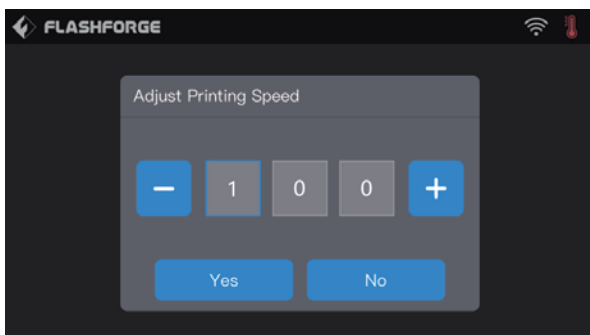 FLASHFORGE
Adjust Printing Speed
− 1 0 0 +
Yes No